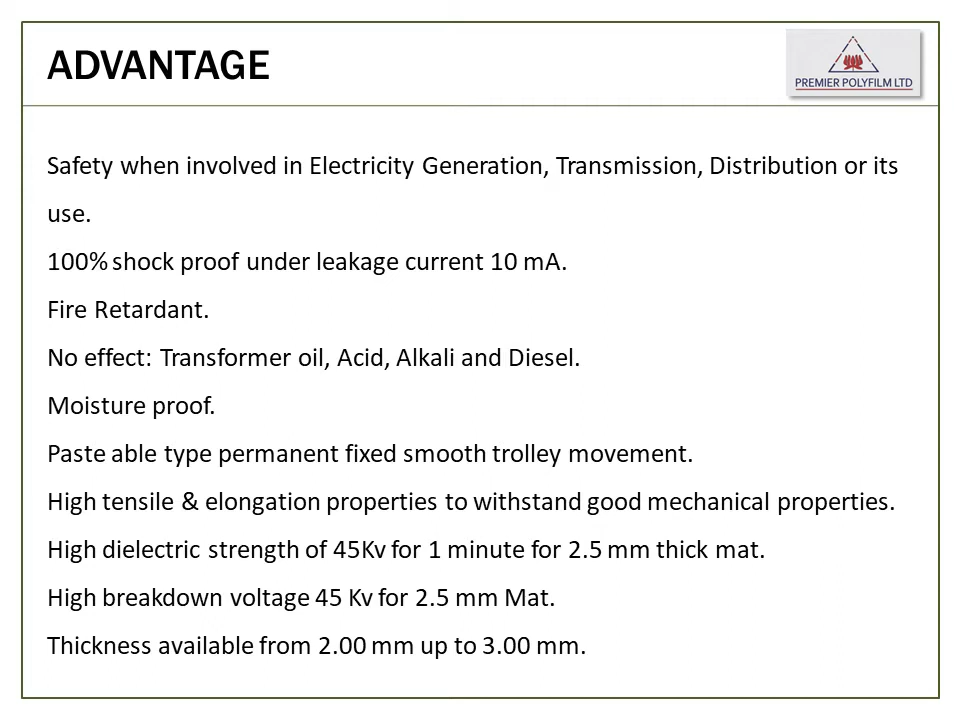 ADVANTAGE
PREMIER POLYFILM LTD
Safety when involved in Electricity Generation, Transmission, Distribution or its
use.
100% shock proof under leakage current 10 mA.
Fire Retardant.
No effect: Transformer oil, Acid, Alkali and Diesel.
Moisture proof.
Paste able type permanent fixed smooth trolley movement.
High tensile & elongation properties to withstand good mechanical properties.
High dielectric strength of 45Kv for 1 minute for 2.5 mm thick mat.
High breakdown voltage 45 Kv for 2.5 mm Mat.
Thickness available from 2.00 mm up to 3.00 mm.